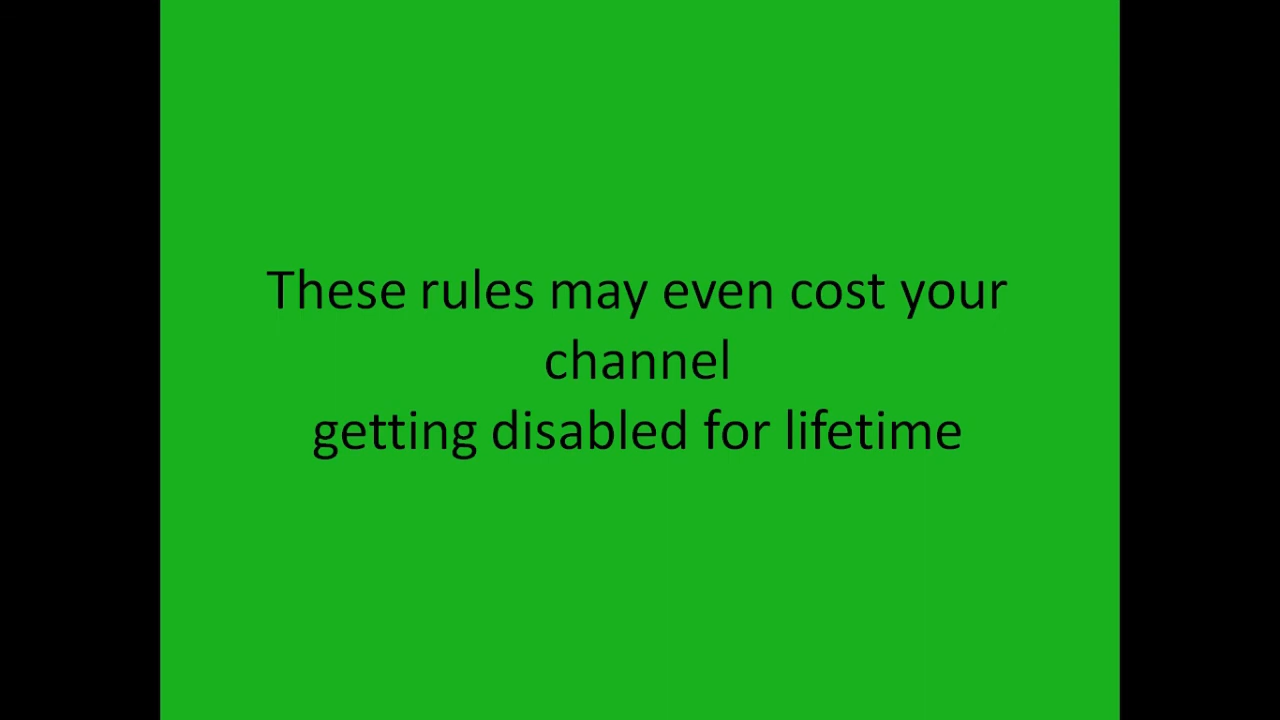 These rules may even cost your
channel
getting disabled for lifetime